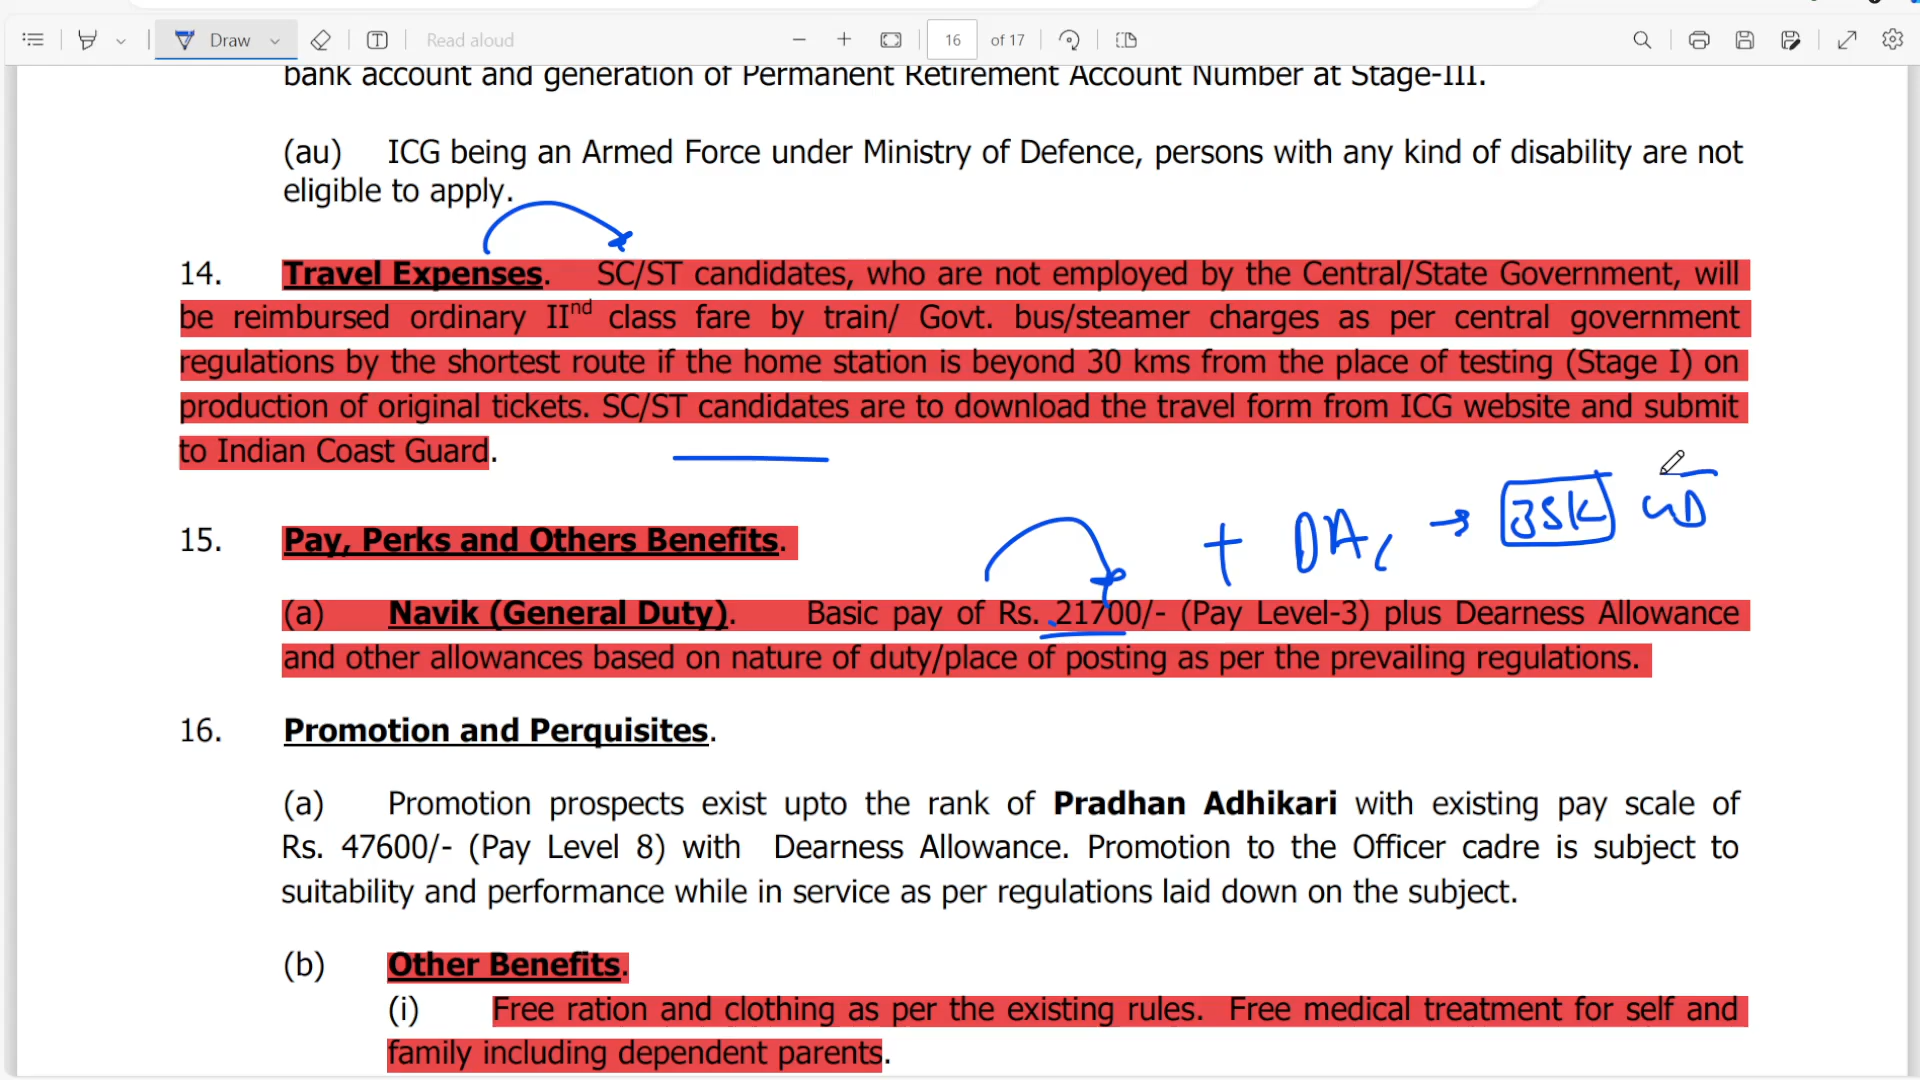 Draw
Read aloud
16 of 17
bank account and generation of Permanent Retirement Account Number at Stage-III.
(au) ICG being an Armed Force under Ministry of Defence, persons with any kind of disability are not
eligible to apply.
14. Travel Expenses. SC/ST candidates, who are not employed by the Central/State Government, will
be reimbursed ordinary IInd class fare by train/ Govt. bus/steamer charges as per central government
regulations by the shortest route if the home station is beyond 30 kms from the place of testing (Stage I) on
production of original tickets. SC/ST candidates are to download the travel form from ICG website and submit
to Indian Coast Guard.
+ DA → 35K
15. Pay, Perks and Others Benefits.
(a) Navik (General Duty). Basic pay of Rs. 21700/- (Pay Level-3) plus Dearness Allowance
and other allowances based on nature of duty/place of posting as per the prevailing regulations.
16. Promotion and Perquisites.
(a) Promotion prospects exist upto the rank of Pradhan Adhikari with existing pay scale of
Rs. 47600/- (Pay Level 8) with Dearness Allowance. Promotion to the Officer cadre is subject to
suitability and performance while in service as per regulations laid down on the subject.
(b) Other Benefits.
(i) Free ration and clothing as per the existing rules. Free medical treatment for self and
family including dependent parents.